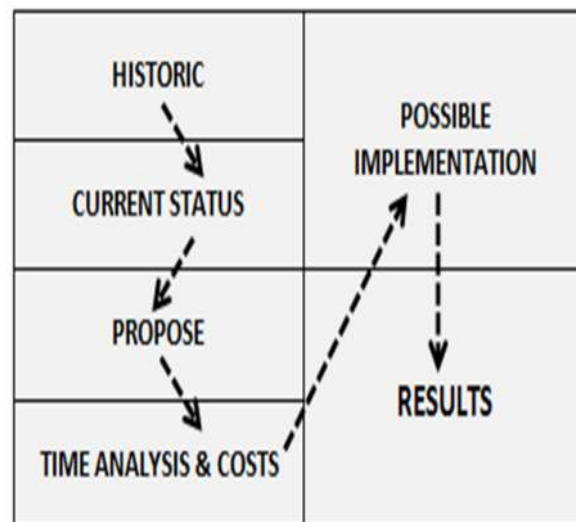 HISTORIC
CURRENT STATUS
PROPOSE
TIME ANALYSIS & COSTS
POSSIBLE
IMPLEMENTATION
RESULTS